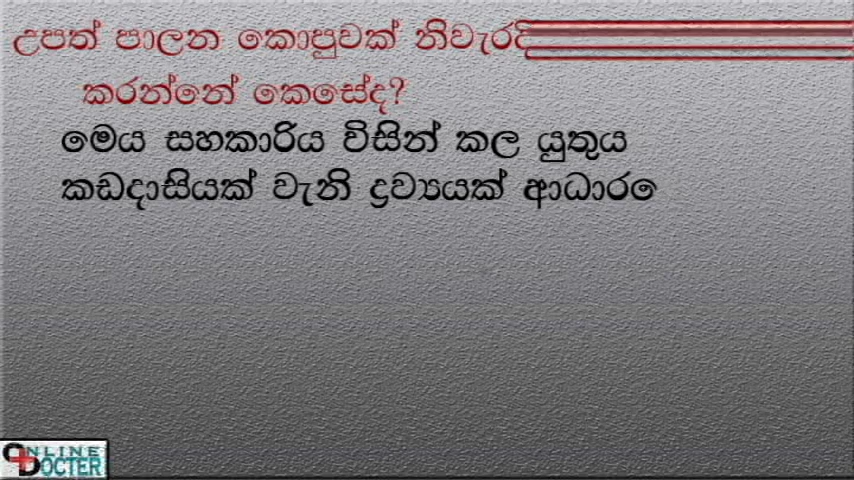 උපත් පාලන කොපුවක් නිවැරදි
කරන්නේ කෙසේද?
මෙය සහකාරිය විසින් කල යුතුය
කඩදාසියක් වැනි ද්‍රව්‍යයක් ආධාර
ONLINE
DOCTER